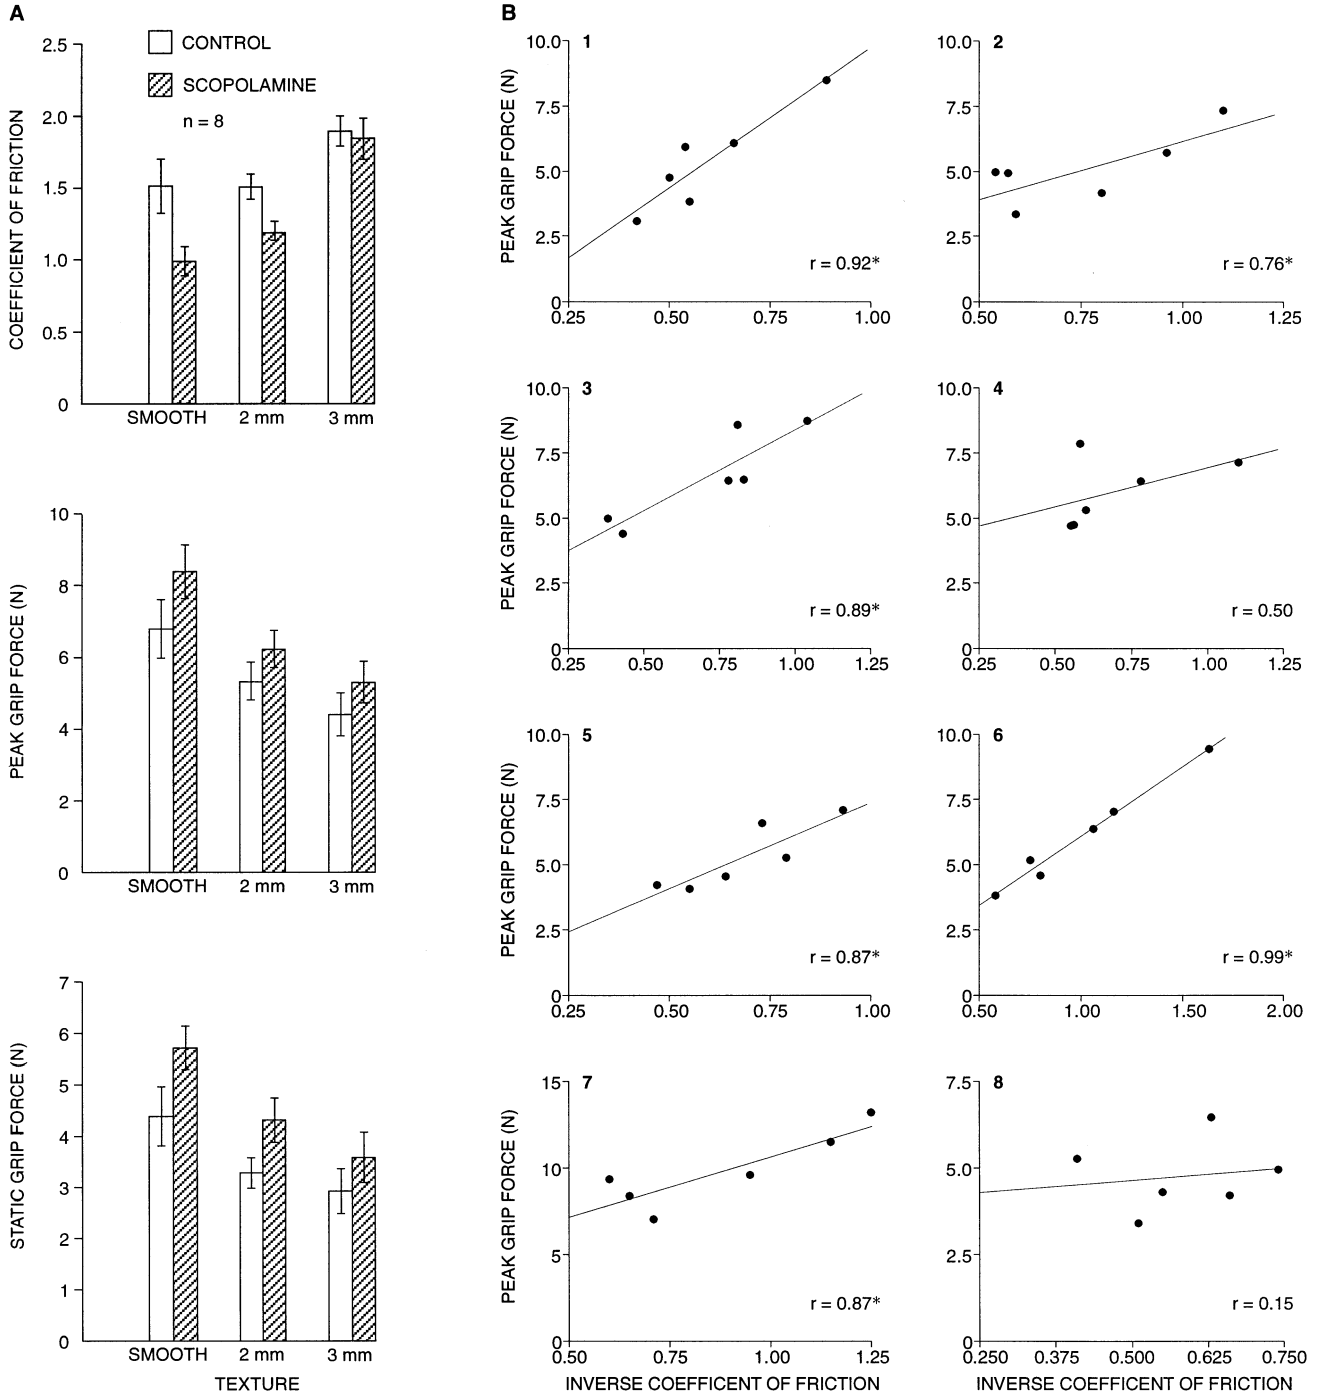 A
CONTROL
SCOPOLAMINE
n = 8
COEFFICIENT OF FRICTION
2.5
2.0
1.5
1.0
0.5
0
SMOOTH 2 mm 3 mm
PEAK GRIP FORCE (N)
10
8
6
4
2
0
SMOOTH 2 mm 3 mm
STATIC GRIP FORCE (N)
7
6
5
4
3
2
1
0
SMOOTH 2 mm 3 mm
TEXTURE
B
1
PEAK GRIP FORCE (N)
10.0
7.5
5.0
2.5
0
r = 0.92*
0.25 0.50 0.75 1.00
2
10.0
7.5
5.0
2.5
0
r = 0.76*
0.50 0.75 1.00 1.25
3
PEAK GRIP FORCE (N)
10.0
7.5
5.0
2.5
0
r = 0.89*
0.25 0.50 0.75 1.00 1.25
4
10.0
7.5
5.0
2.5
0
r = 0.50
0.25 0.50 0.75 1.00 1.25
5
PEAK GRIP FORCE (N)
10.0
7.5
5.0
2.5
0
r = 0.87*
0.25 0.50 0.75 1.00
6
10.0
7.5
5.0
2.5
0
r = 0.99*
0.50 1.00 1.50 2.00
7
PEAK GRIP FORCE (N)
15
10
5
0
r = 0.87*
0.50 0.75 1.00 1.25
INVERSE COEFFICENT OF FRICTION
8
7.5
5.0
2.5
0
r = 0.15
0.250 0.375 0.500 0.625 0.750
INVERSE COEFFICENT OF FRICTION